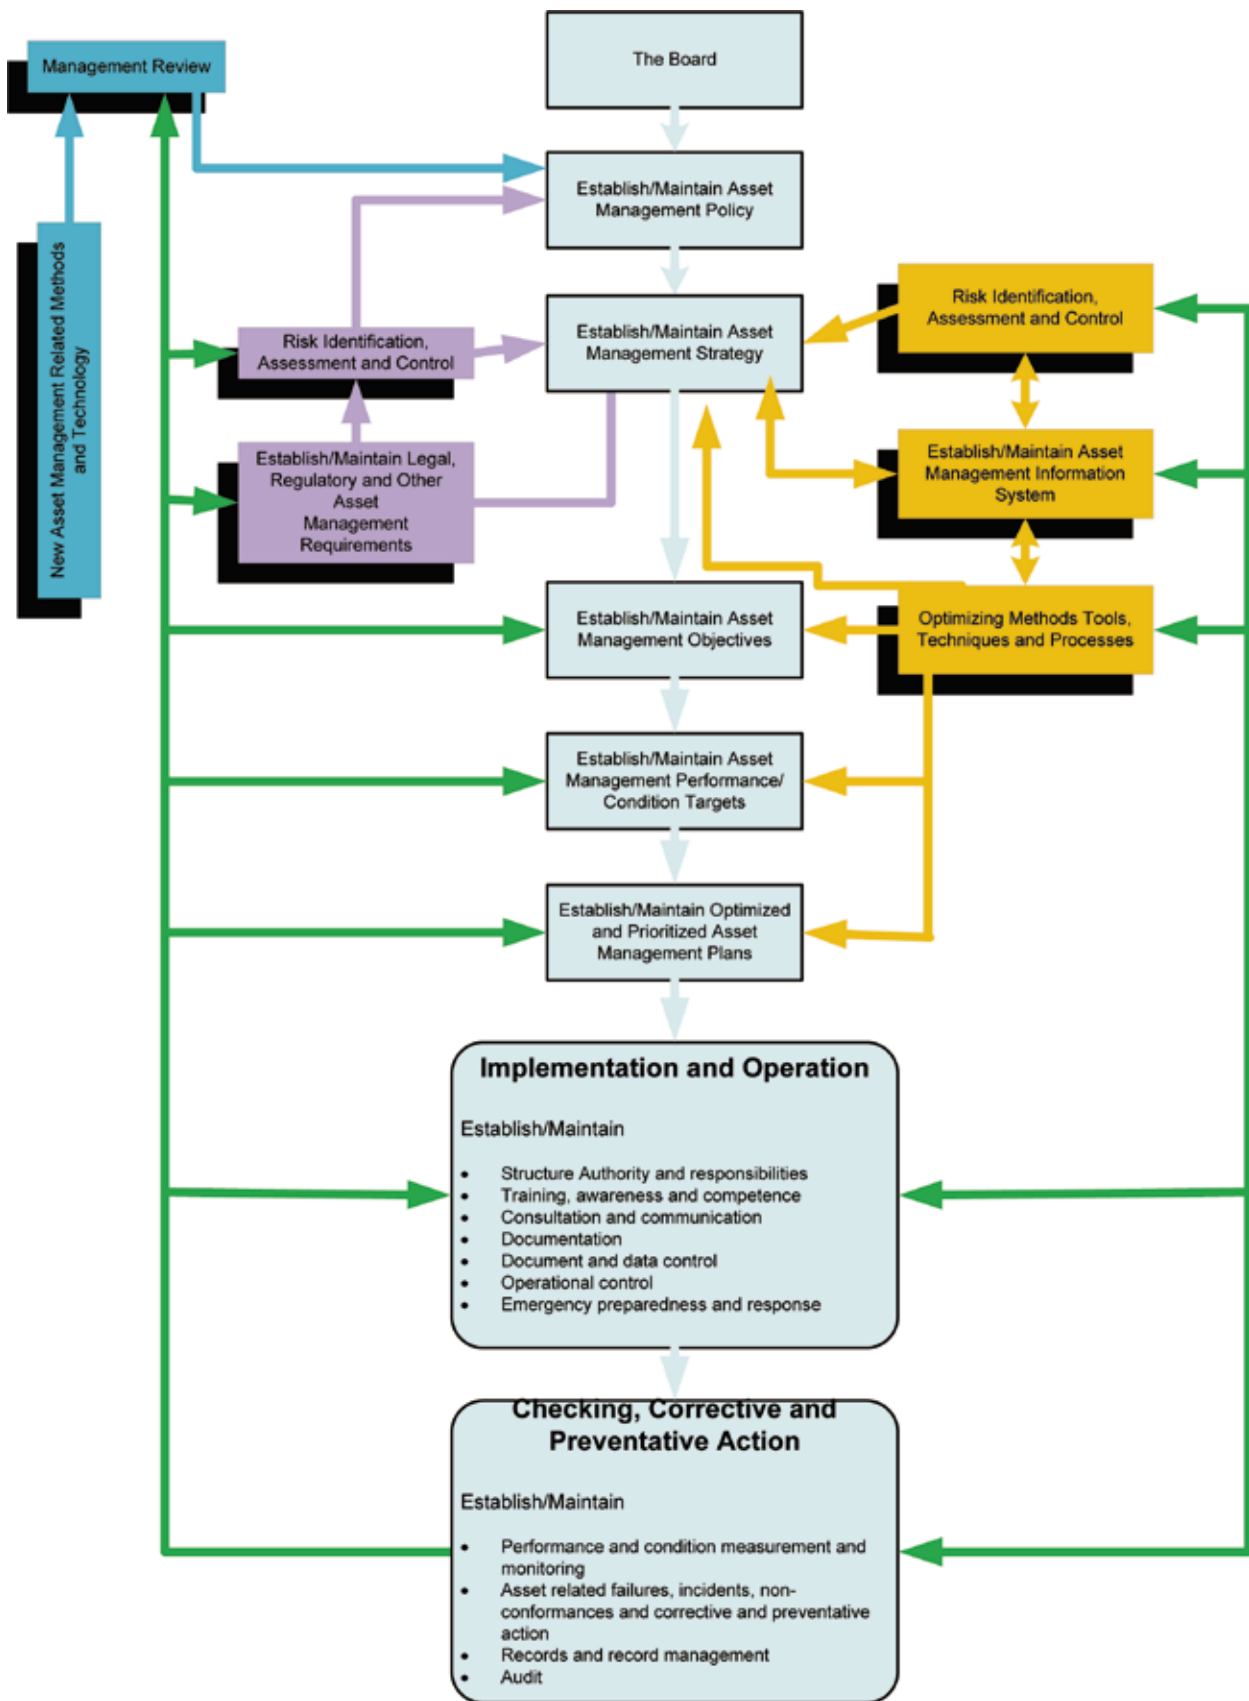 The Board
Management Review
Establish/Maintain Asset
Management Policy
New Asset Management Related Methods
and Technology
Risk Identification,
Assessment and Control
Establish/Maintain Asset
Management Strategy
Risk Identification,
Assessment and Control
Establish/Maintain Legal,
Regulatory and Other
Asset
Management
Requirements
Establish/Maintain Asset
Management Information
System
Establish/Maintain Asset
Management Objectives
Optimizing Methods Tools,
Techniques and Processes
Establish/Maintain Asset
Management Performance/
Condition Targets
Establish/Maintain Optimized
and Prioritized Asset
Management Plans
Implementation and Operation
Establish/Maintain
• Structure Authority and responsibilities
• Training, awareness and competence
• Consultation and communication
• Documentation
• Document and data control
• Operational control
• Emergency preparedness and response
Checking, Corrective and
Preventative Action
Establish/Maintain
• Performance and condition measurement and
monitoring
• Asset related failures, incidents, non-
conformances and corrective and preventative
action
• Records and record management
• Audit